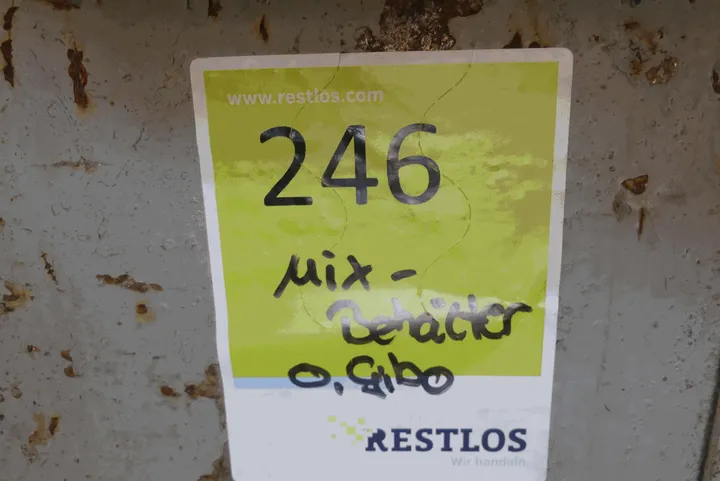 www.restlos.com
246
Mix-
Behälter
o. Gibo
RESTLOS
Wir handeln.